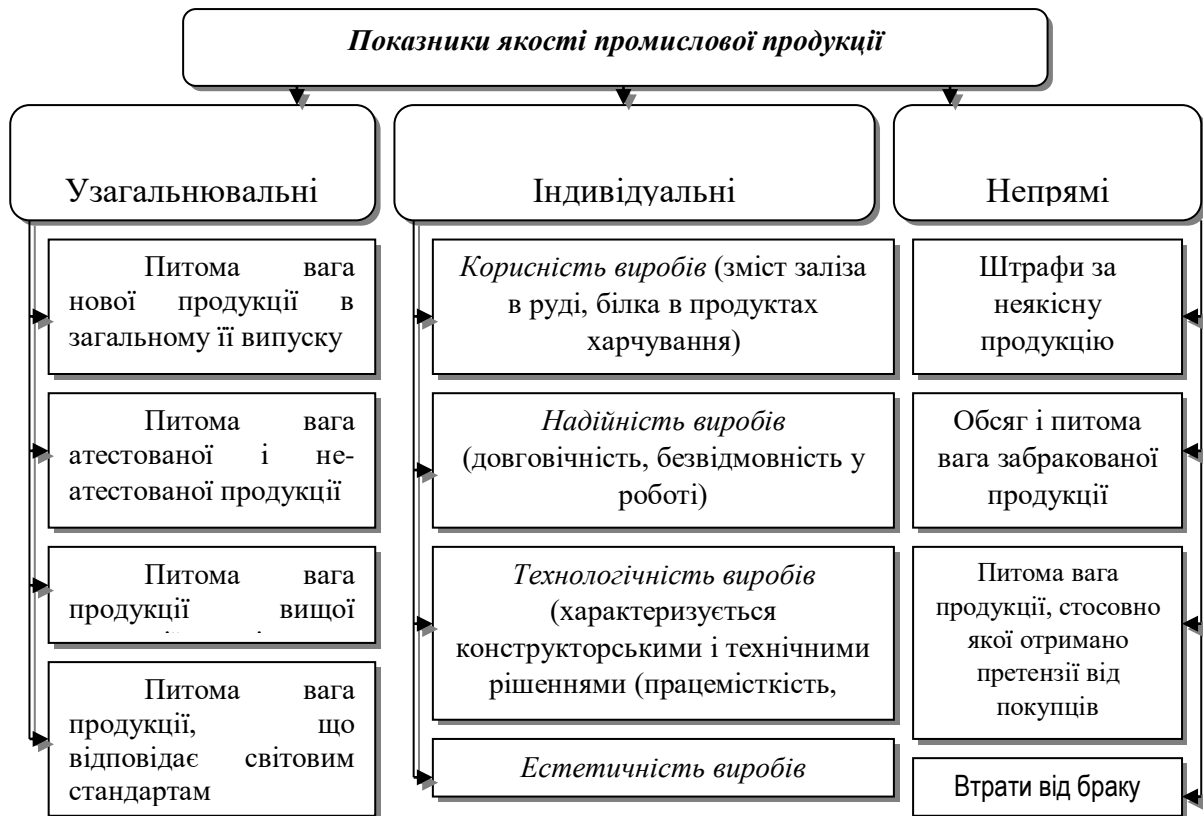 Показники якості промислової продукції
Узагальнювальні
Індивідуальні
Непрямі
Питома вага
нової продукції в
загальному її випуску
Питома вага
атестованої і не-
атестованої продукції
Питома вага
продукції вищої
Питома вага
продукції, що
відповідає світовим
стандартам
Корисність виробів (зміст заліза
в руді, білка в продуктах
харчування)
Надійність виробів
(довговічність, безвідмовність у
роботі)
Технологічність виробів
(характеризується
конструкторськими і технічними
рішеннями (працемісткість,
Естетичність виробів
Штрафи за
неякісну
продукцію
Обсяг і питома
вага забракованої
продукції
Питома вага
продукції, стосовно
якої отримано
претензії від
покупців
Втрати від браку